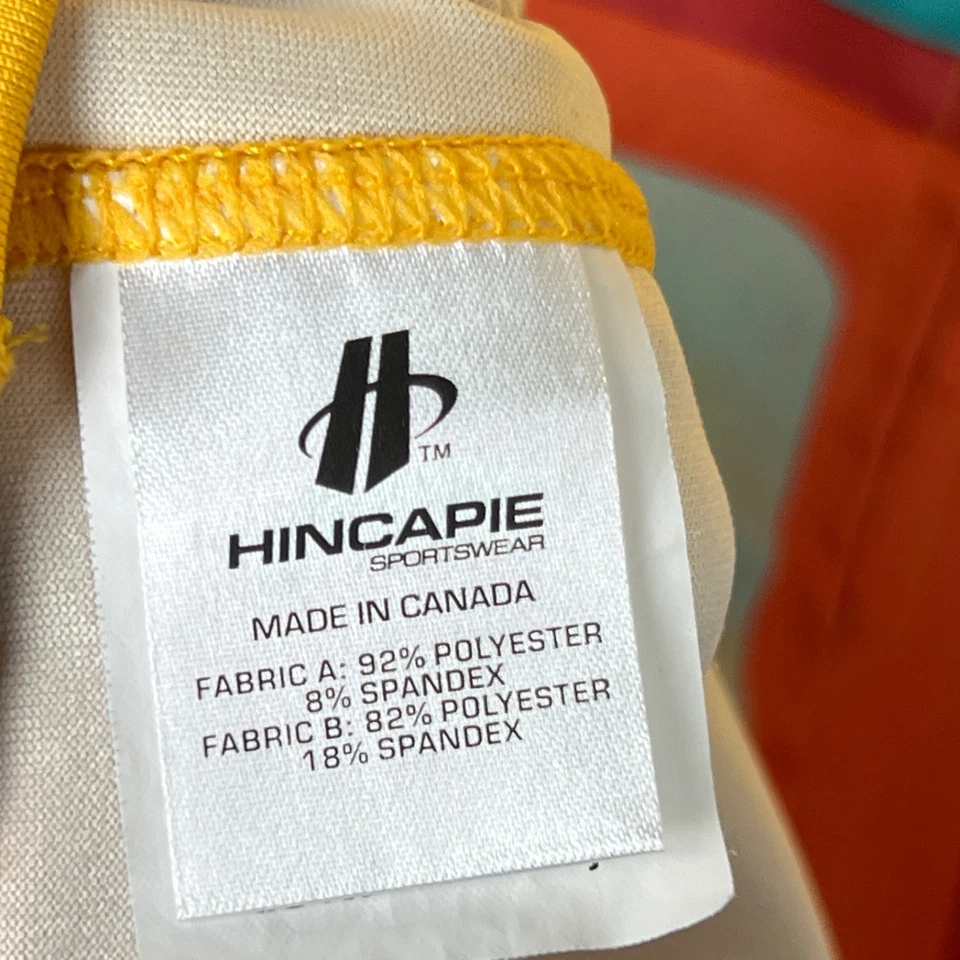 H TM
HINCAPIE
SPORTSWEAR
MADE IN CANADA
FABRIC A: 92% POLYESTER
8% SPANDEX
FABRIC B: 82% POLYESTER
18% SPANDEX